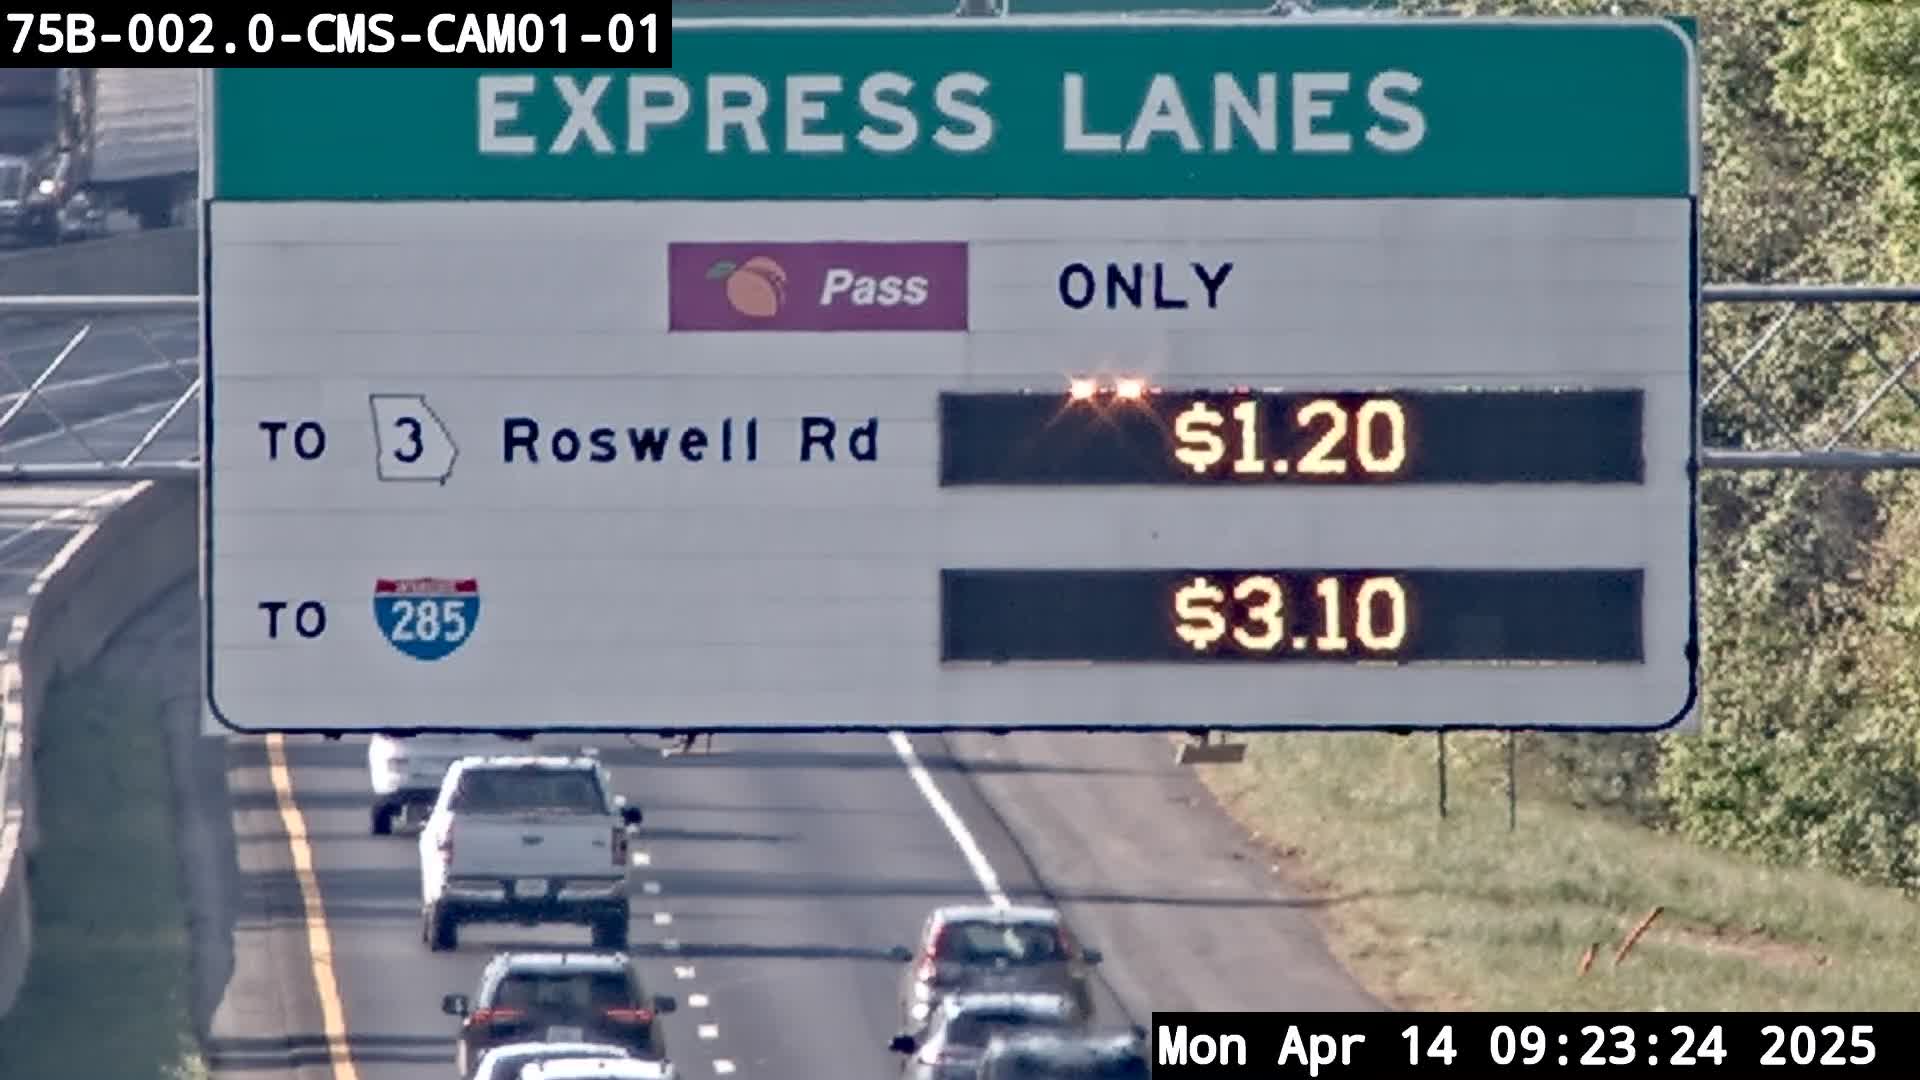 75B-002.0-CMS-CAM01-01
EXPRESS LANES
Pass ONLY
TO 3 Roswell Rd $1.20
TO 285 $3.10
Mon Apr 14 09:23:24 2025